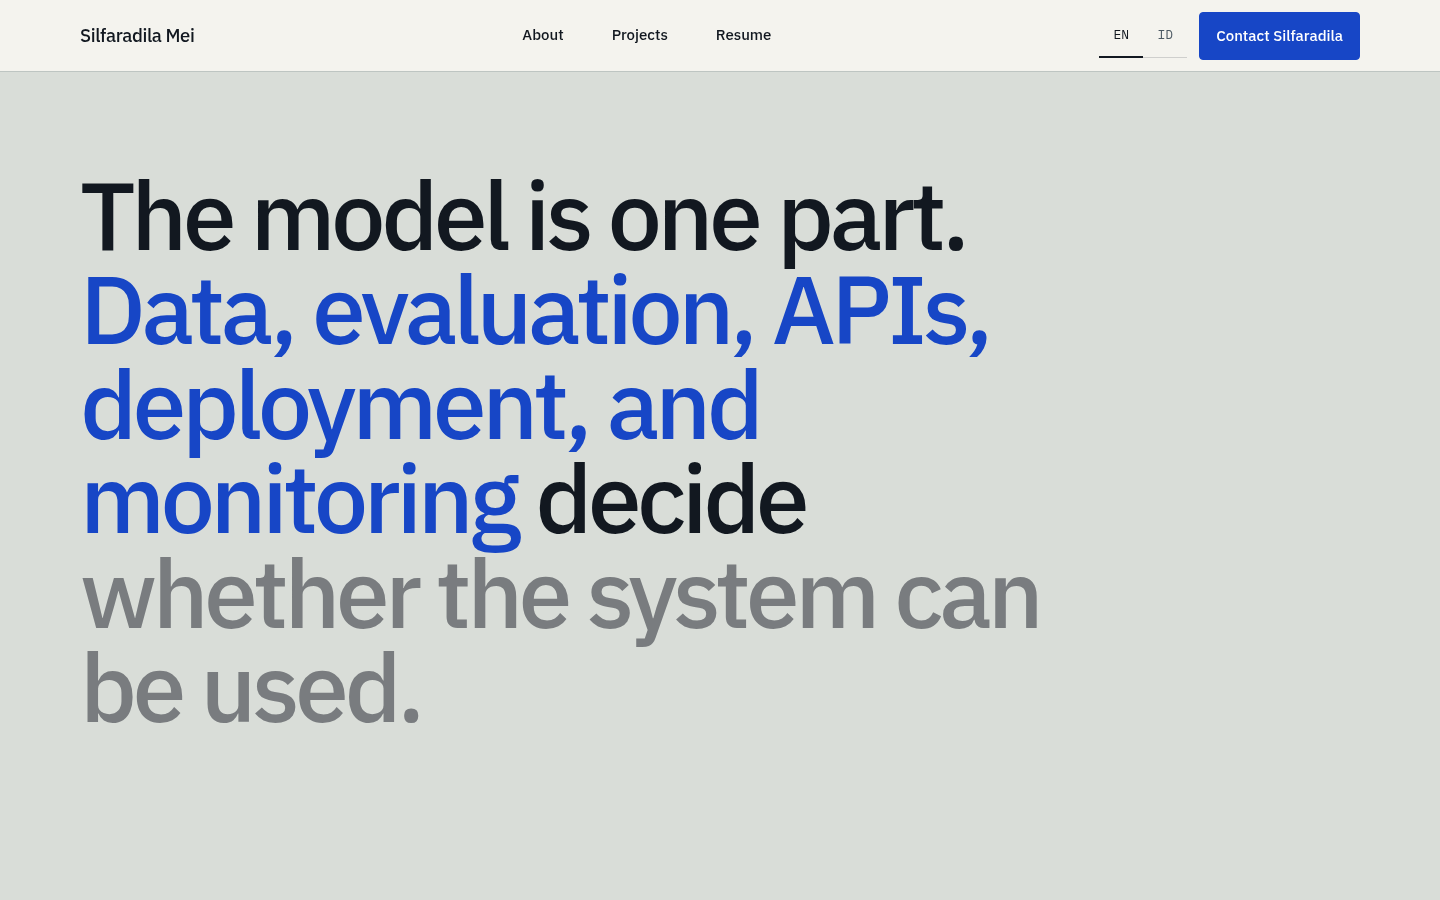 Silfaradila Mei
About
Projects
Resume
EN
ID
Contact Silfaradila
The model is one part.
Data, evaluation, APIs,
deployment, and
monitoring decide
whether the system can
be used.